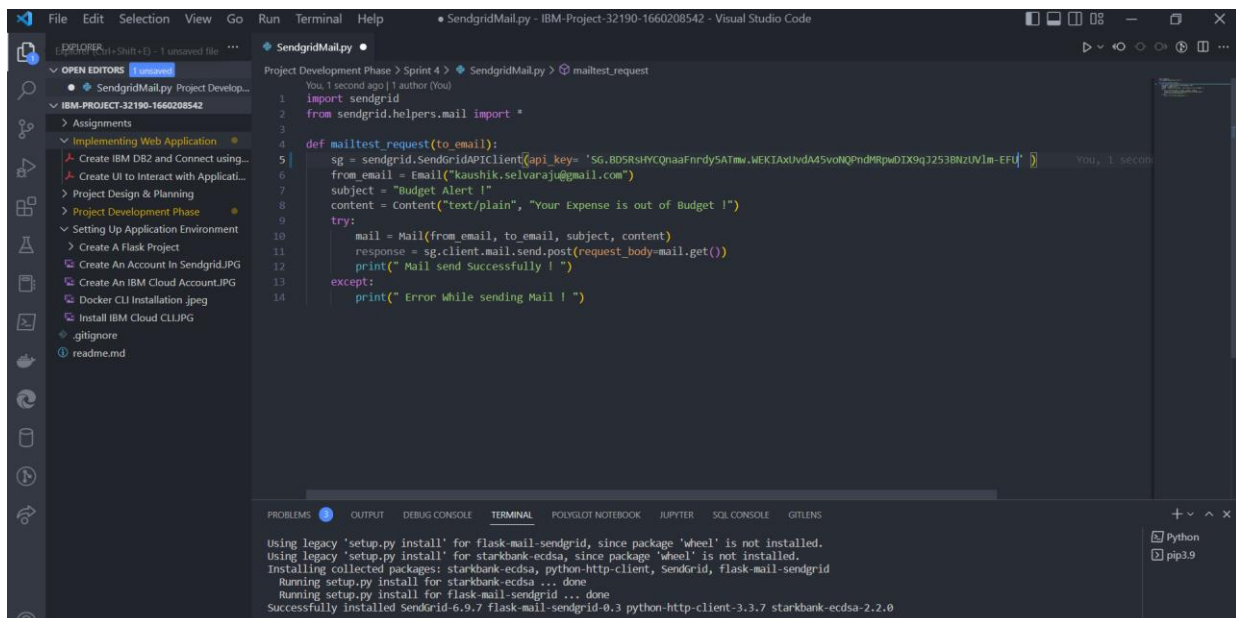 File Edit Selection View Go Run Terminal Help
● SendgridMail.py - IBM-Project-32190-1660208542 - Visual Studio Code
- 1 unsaved file
SendgridMail.py
OPEN EDITORS 1 unsaved
SendgridMail.py Project Develop...
IBM-PROJECT-32190-1660208542
Assignments
Implementing Web Application
Create IBM DB2 and Connect using...
Create UI to Interact with Applicati...
Project Design & Planning
Project Development Phase
Setting Up Application Environment
Create A Flask Project
Create An Account In Sendgrid.JPG
Create An IBM Cloud Account.JPG
Docker CLI Installation .jpeg
Install IBM Cloud CLI.JPG
.gitignore
readme.md
Project Development Phase > Sprint 4 > SendgridMail.py > mailtest_request
You, 1 second ago | 1 author (You)
1 import sendgrid
2 from sendgrid.helpers.mail import *
3
4 def mailtest_request(to_email):
5 sg = sendgrid.SendGridAPIClient(api_key= ' ' ) You, 1 secon
6 from_email = Email("kaushik.selvaraju@gmail.com")
7 subject = "Budget Alert !"
8 content = Content("text/plain", "Your Expense is out of Budget !")
9 try:
10 mail = Mail(from_email, to_email, subject, content)
11 response = sg.client.mail.send.post(request_body=mail.get())
12 print(" Mail send Successfully ! ")
13 except:
14 print(" Error While sending Mail ! ")
PROBLEMS 3 OUTPUT DEBUG CONSOLE TERMINAL POLYGLOT NOTEBOOK JUPYTER SQL CONSOLE GITLENS
Using legacy 'setup.py install' for flask-mail-sendgrid, since package 'wheel' is not installed.
Using legacy 'setup.py install' for starkbank-ecdsa, since package 'wheel' is not installed.
Installing collected packages: starkbank-ecdsa, python-http-client, SendGrid, flask-mail-sendgrid
Running setup.py install for starkbank-ecdsa ... done
Running setup.py install for flask-mail-sendgrid ... done
Successfully installed SendGrid-6.9.7 flask-mail-sendgrid-0.3 python-http-client-3.3.7 starkbank-ecdsa-2.2.0
Python
pip3.9